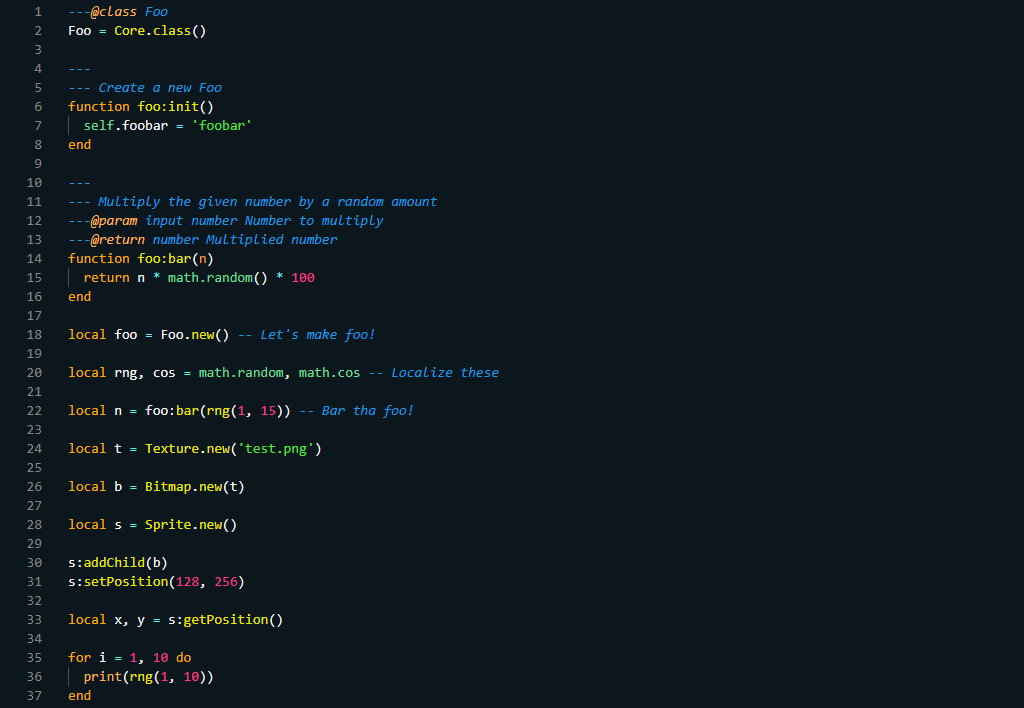 1 ---@class Foo
2 Foo = Core.class()
3
4 ---
5 --- Create a new Foo
6 function foo:init()
7   self.foobar = 'foobar'
8 end
9
10 ---
11 --- Multiply the given number by a random amount
12 ---@param input number Number to multiply
13 ---@return number Multiplied number
14 function foo:bar(n)
15   return n * math.random() * 100
16 end
17
18 local foo = Foo.new() -- Let's make foo!
19
20 local rng, cos = math.random, math.cos -- Localize these
21
22 local n = foo:bar(rng(1, 15)) -- Bar tha foo!
23
24 local t = Texture.new('test.png')
25
26 local b = Bitmap.new(t)
27
28 local s = Sprite.new()
29
30 s:addChild(b)
31 s:setPosition(128, 256)
32
33 local x, y = s:getPosition()
34
35 for i = 1, 10 do
36   print(rng(1, 10))
37 end